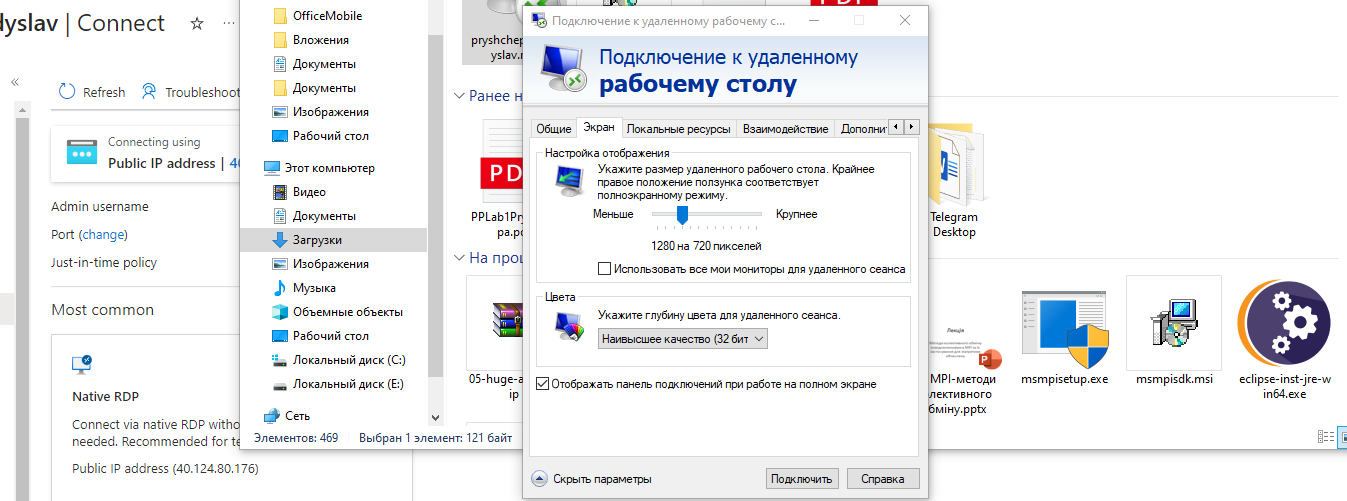 dyslav | Connect
Refresh
Troubleshoot
Connecting using
Public IP address | 40
Admin username
Port (change)
Just-in-time policy
Most common
Native RDP
Connect via native RDP withou
needed. Recommended for te
Public IP address (40.124.80.176)
OfficeMobile
Вложения
Документы
Документы
Изображения
Рабочий стол
Этот компьютер
Видео
Документы
Загрузки
Изображения
Музыка
Объемные объекты
Рабочий стол
Локальный диск (C:)
Локальный диск (E:)
Сеть
Элементов: 469
Выбран 1 элемент: 121 байт
pryshchep
yslav.r
Ранее н
PDF
PPLab1Pry
pa.pd
На прош
05-huge-a
ip
Подключение к удаленному рабочему с...
Подключение к удаленному
рабочему столу
Общие
Экран
Локальные ресурсы
Взаимодействие
Дополнит
Настройка отображения
Укажите размер удаленного рабочего стола. Крайнее
правое положение ползунка соответствует
полноэкранному режиму.
Меньше
Крупнее
1280 на 720 пикселей
Использовать все мои мониторы для удаленного сеанса
Цвета
Укажите глубину цвета для удаленного сеанса.
Наивысшее качество (32 бит
Отображать панель подключений при работе на полном экране
Скрыть параметры
Подключить
Справка
Telegram
Desktop
Лекція
MPI-методи
лективного
бміну.pptx
msmpisetup.exe
msmpisdk.msi
eclipse-inst-jre-w
in64.exe